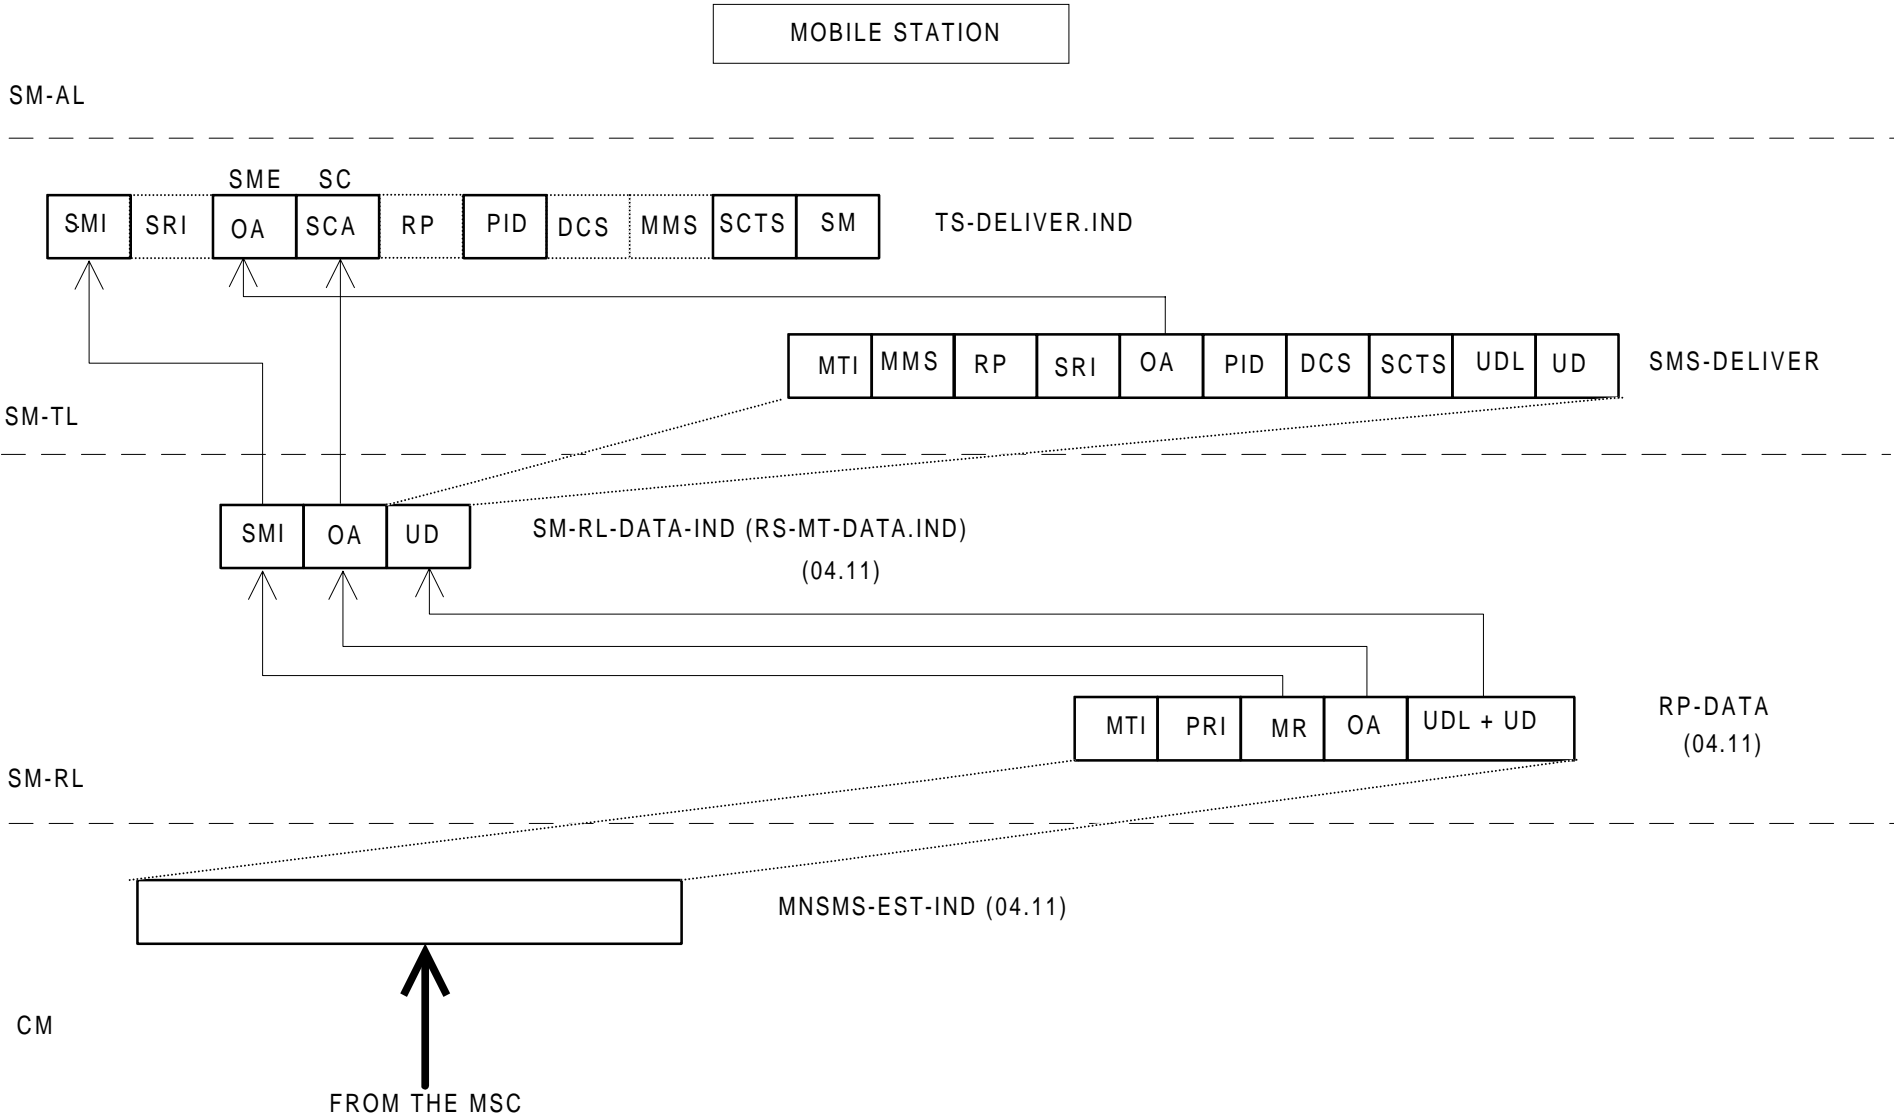 MOBILE STATION
SM-AL
SME SC
SMI SRI OA SCA RP PID DCS MMS SCTS SM TS-DELIVER.IND
MTI MMS RP SRI OA PID DCS SCTS UDL UD SMS-DELIVER
SM-TL
SMI OA UD SM-RL-DATA-IND (RS-MT-DATA.IND)
(04.11)
MTI PRI MR OA UDL + UD RP-DATA
(04.11)
SM-RL
MNSMS-EST-IND (04.11)
CM
FROM THE MSC